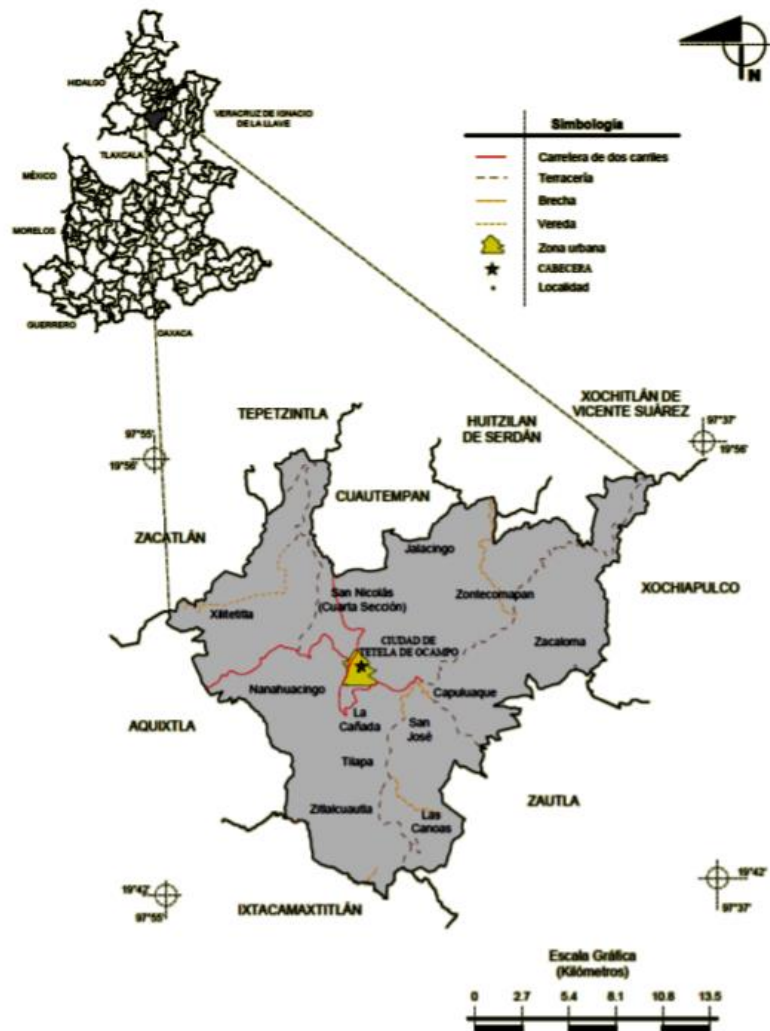 HIDALGO
VERACRUZ DE IGNACIO
DE LA LLAVE
TLAXCALA
MÉXICO
MORELOS
GUERRERO
OAXACA
N
Simbología
Carretera de dos carriles
Terracería
Brecha
Vereda
Zona urbana
CABECERA
Localidad
TEPETZINTLA
HUITZILAN
DE SERDÁN
XOCHITLÁN DE
VICENTE SUÁREZ
97°55'
19°56'
97°37'
19°56'
CUAUTEMPAN
ZACATLÁN
Jalacingo
San Nicolás
(Cuarta Sección)
Zontecomapan
XOCHIAPULCO
Xilitetitla
CIUDAD DE
TETELA DE OCAMPO
Zacaloma
Nanahuacingo
Capuluaque
La
Cañada
San
José
AQUIXTLA
Tilapa
Zitlalcuautla
Las
Canoas
ZAUTLA
19°42'
97°55'
19°42'
97°37'
IXTACAMAXTITLÁN
Escala Gráfica
(Kilómetros)
0 2.7 5.4 8.1 10.8 13.5